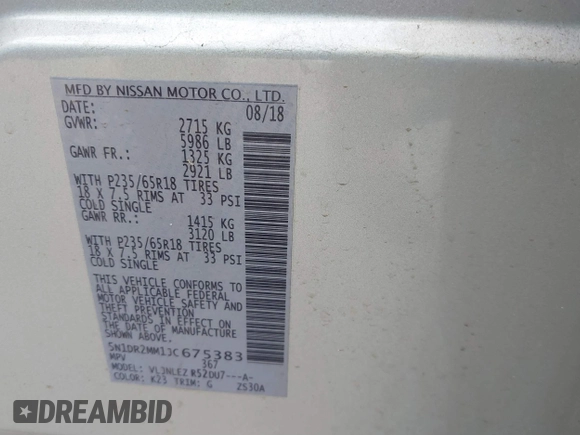 MFD BY NISSAN MOTOR CO., LTD.
DATE: 08/18
GVWR: 2715 KG
5986 LB
GAWR FR.: 1325 KG
2921 LB
WITH P235/65R18 TIRES
18 X 7.5 RIMS AT 33 PSI
COLD SINGLE
GAWR RR.: 1415 KG
3120 LB
WITH P235/65R18 TIRES
18 X 7.5 RIMS AT 33 PSI
COLD SINGLE
THIS VEHICLE CONFORMS TO
ALL APPLICABLE FEDERAL
MOTOR VEHICLE SAFETY AND
THEFT PREVENTION
STANDARDS IN EFFECT ON
THE DATE OF MANUFACTURE
SHOWN ABOVE.
5N1DR2MM1JC675383
MPV 367
MODEL: VLJNLEZ R52DU7---A-
COLOR: K23 TRIM: G ZS30A
DREAMBID